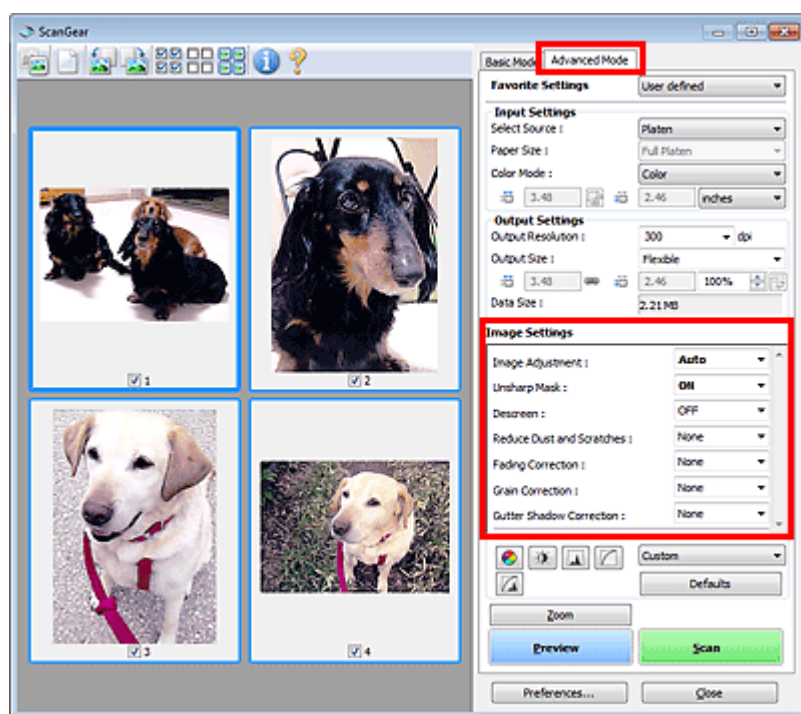 ScanGear
Basic Mode Advanced Mode
Favorite Settings User defined
Input Settings
Select Source : Platen
Paper Size : Full Platen
Color Mode : Color
3.48 2.46 inches
Output Settings
Output Resolution : 300 dpi
Output Size : Flexible
3.48 2.46 100%
Data Size : 2.21 MB
Image Settings
Image Adjustment : Auto
Unsharp Mask : ON
Descreen : OFF
Reduce Dust and Scratches : None
Fading Correction : None
Grain Correction : None
Gutter Shadow Correction : None
Custom
Defaults
Zoom
Preview Scan
Preferences... Close
1 2
3 4